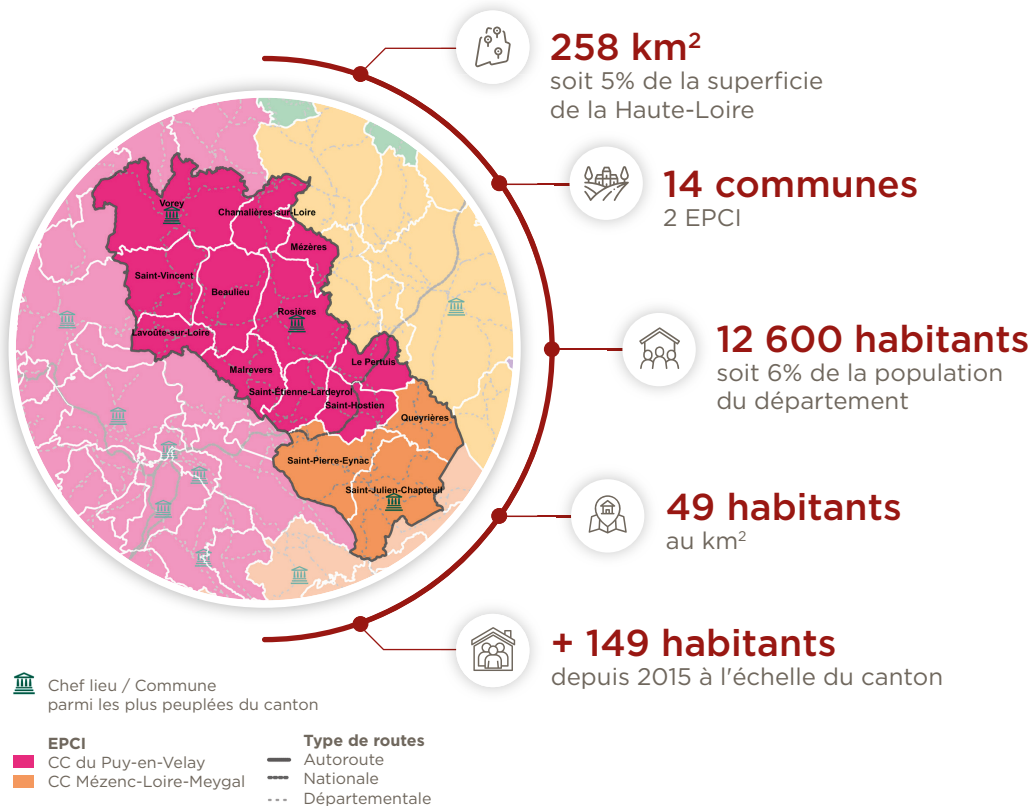 258 km²
soit 5% de la superficie
de la Haute-Loire
14 communes
2 EPCI
12 600 habitants
soit 6% de la population
du département
49 habitants
au km²
+ 149 habitants
depuis 2015 à l'échelle du canton
Vorey
Chamalières-sur-Loire
Mézères
Saint-Vincent
Beaulieu
Rosières
Lavoûte-sur-Loire
Le Pertuis
Malrevers
Saint-Étienne-Lardeyrol
Saint-Hostien
Queyrières
Saint-Pierre-Eynac
Saint-Julien-Chapteuil
Chef lieu / Commune
parmi les plus peuplées du canton
EPCI
CC du Puy-en-Velay
CC Mézenc-Loire-Meygal
Type de routes
Autoroute
Nationale
Départementale